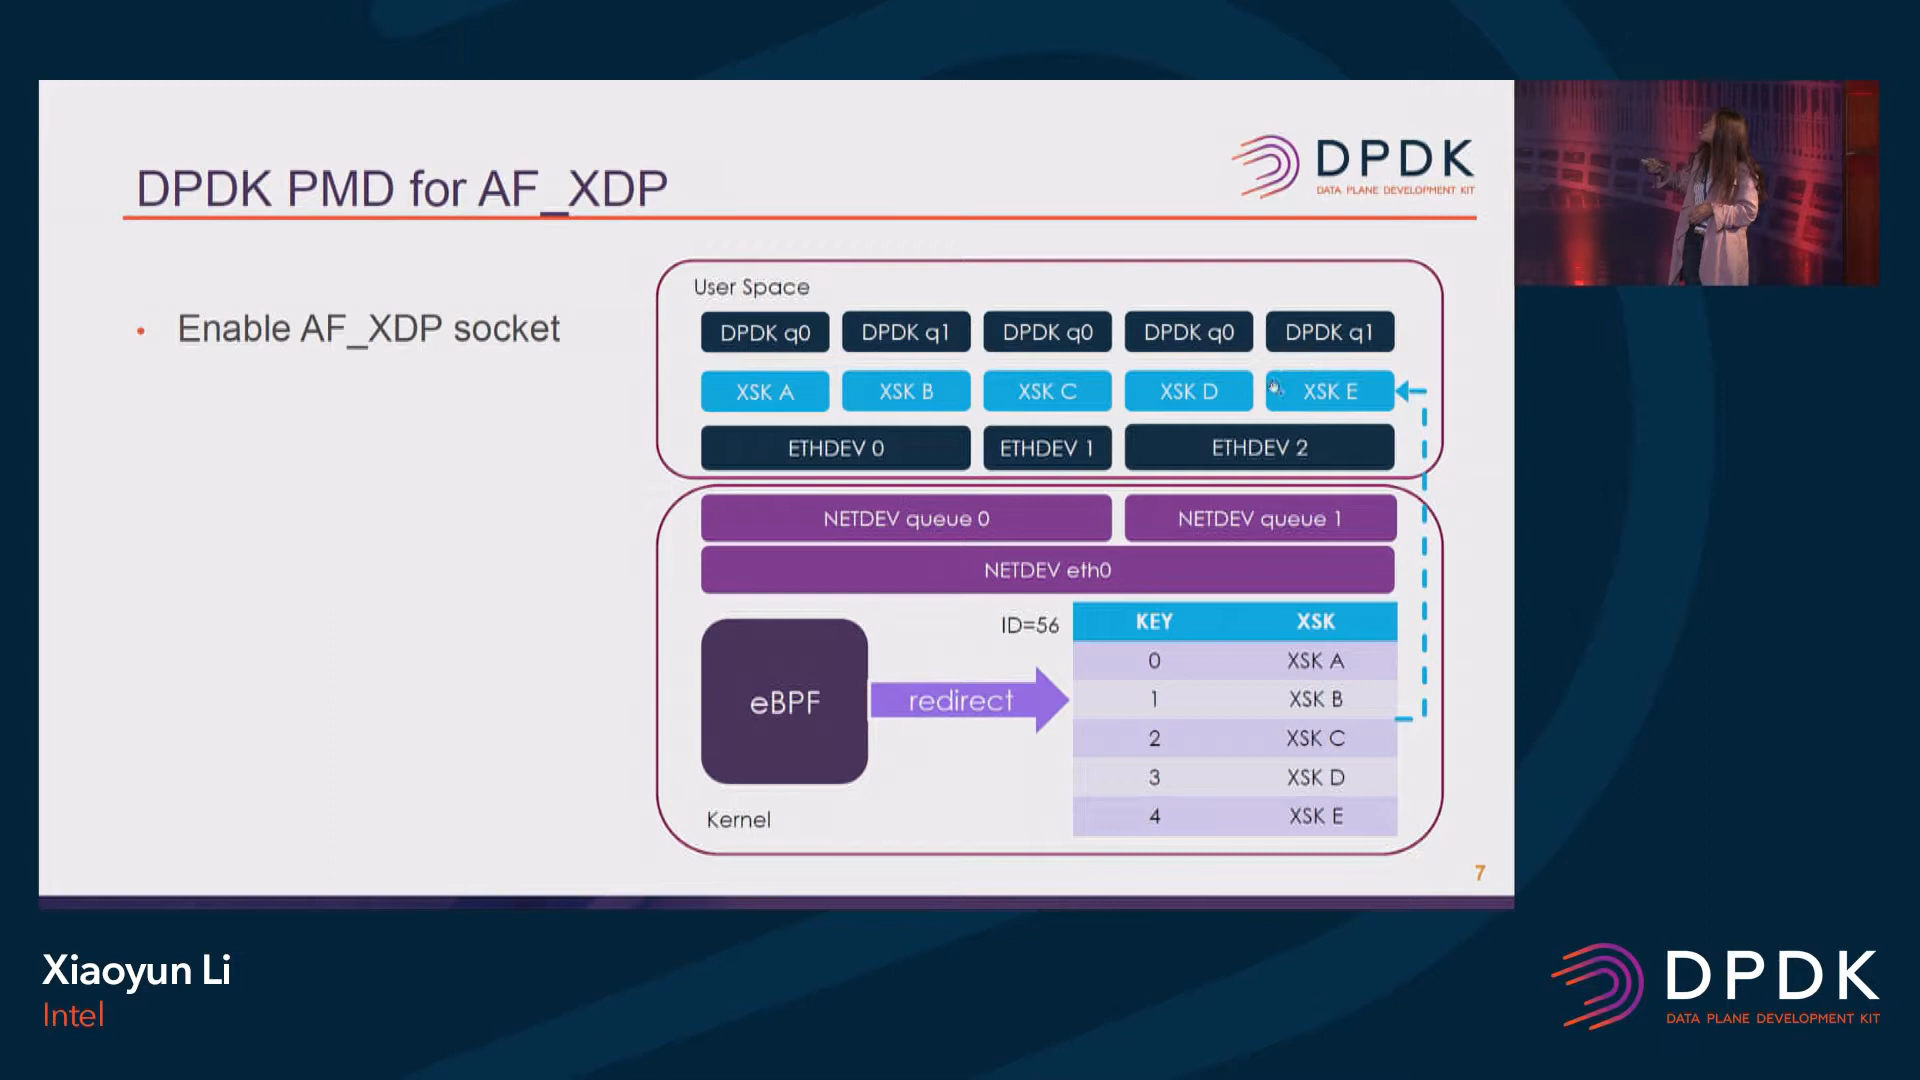 DPDK PMD for AF_XDP
DPDK
DATA PLANE DEVELOPMENT KIT
• Enable AF_XDP socket
User Space
DPDK q0 DPDK q1 DPDK q0 DPDK q0 DPDK q1
XSK A XSK B XSK C XSK D XSK E
ETHDEV 0 ETHDEV 1 ETHDEV 2
NETDEV queue 0 NETDEV queue 1
NETDEV eth0
ID=56
KEY XSK
0 XSK A
1 XSK B
2 XSK C
3 XSK D
4 XSK E
eBPF
redirect
Kernel
7
Xiaoyun Li
Intel
DPDK
DATA PLANE DEVELOPMENT KIT